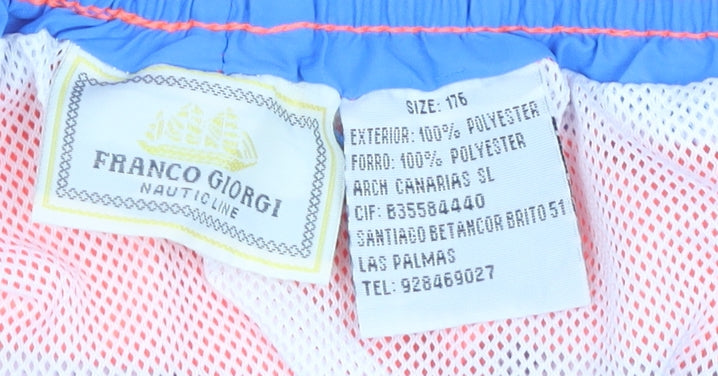 FRANCO GIORGI
NAUTIC LINE
SIZE: 176
EXTERIOR: 100% POLYESTER
FORRO: 100% POLYESTER
ARCH CANARIAS SL
CIF: B35584440
SANTIAGO BETANCOR BRITO 51
LAS PALMAS
TEL: 928469027